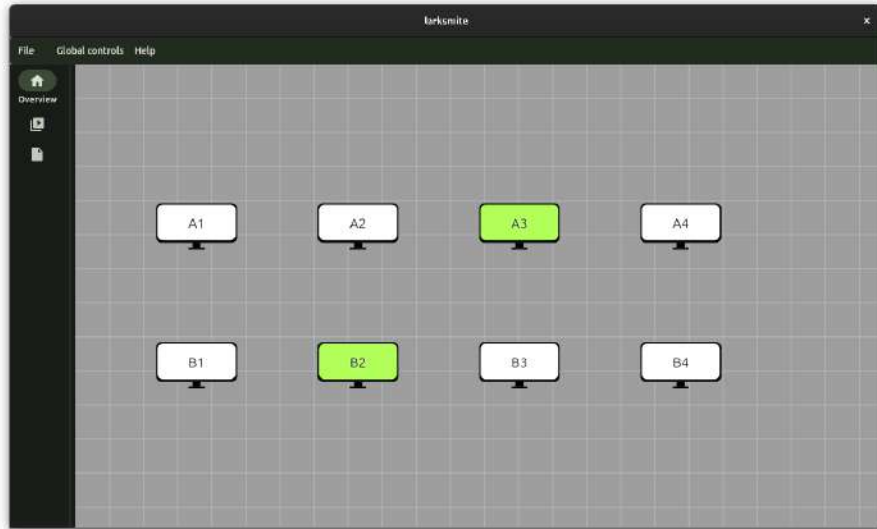 larksmite
File Global controls Help
Overview
A1 A2 A3 A4
B1 B2 B3 B4